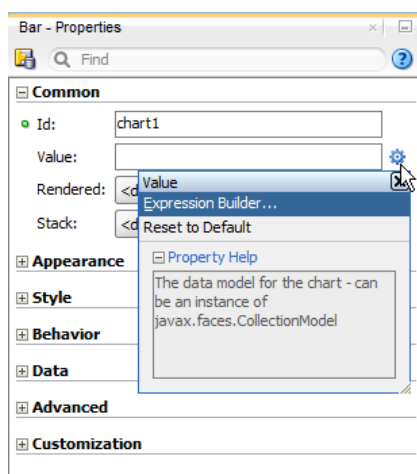 Bar - Properties
Find
Common
Id: chart1
Value:
Rendered: <d
Stack: <d
Value
Expression Builder...
Reset to Default
Property Help
The data model for the chart - can
be an instance of
javax.faces.CollectionModel
Appearance
Style
Behavior
Data
Advanced
Customization